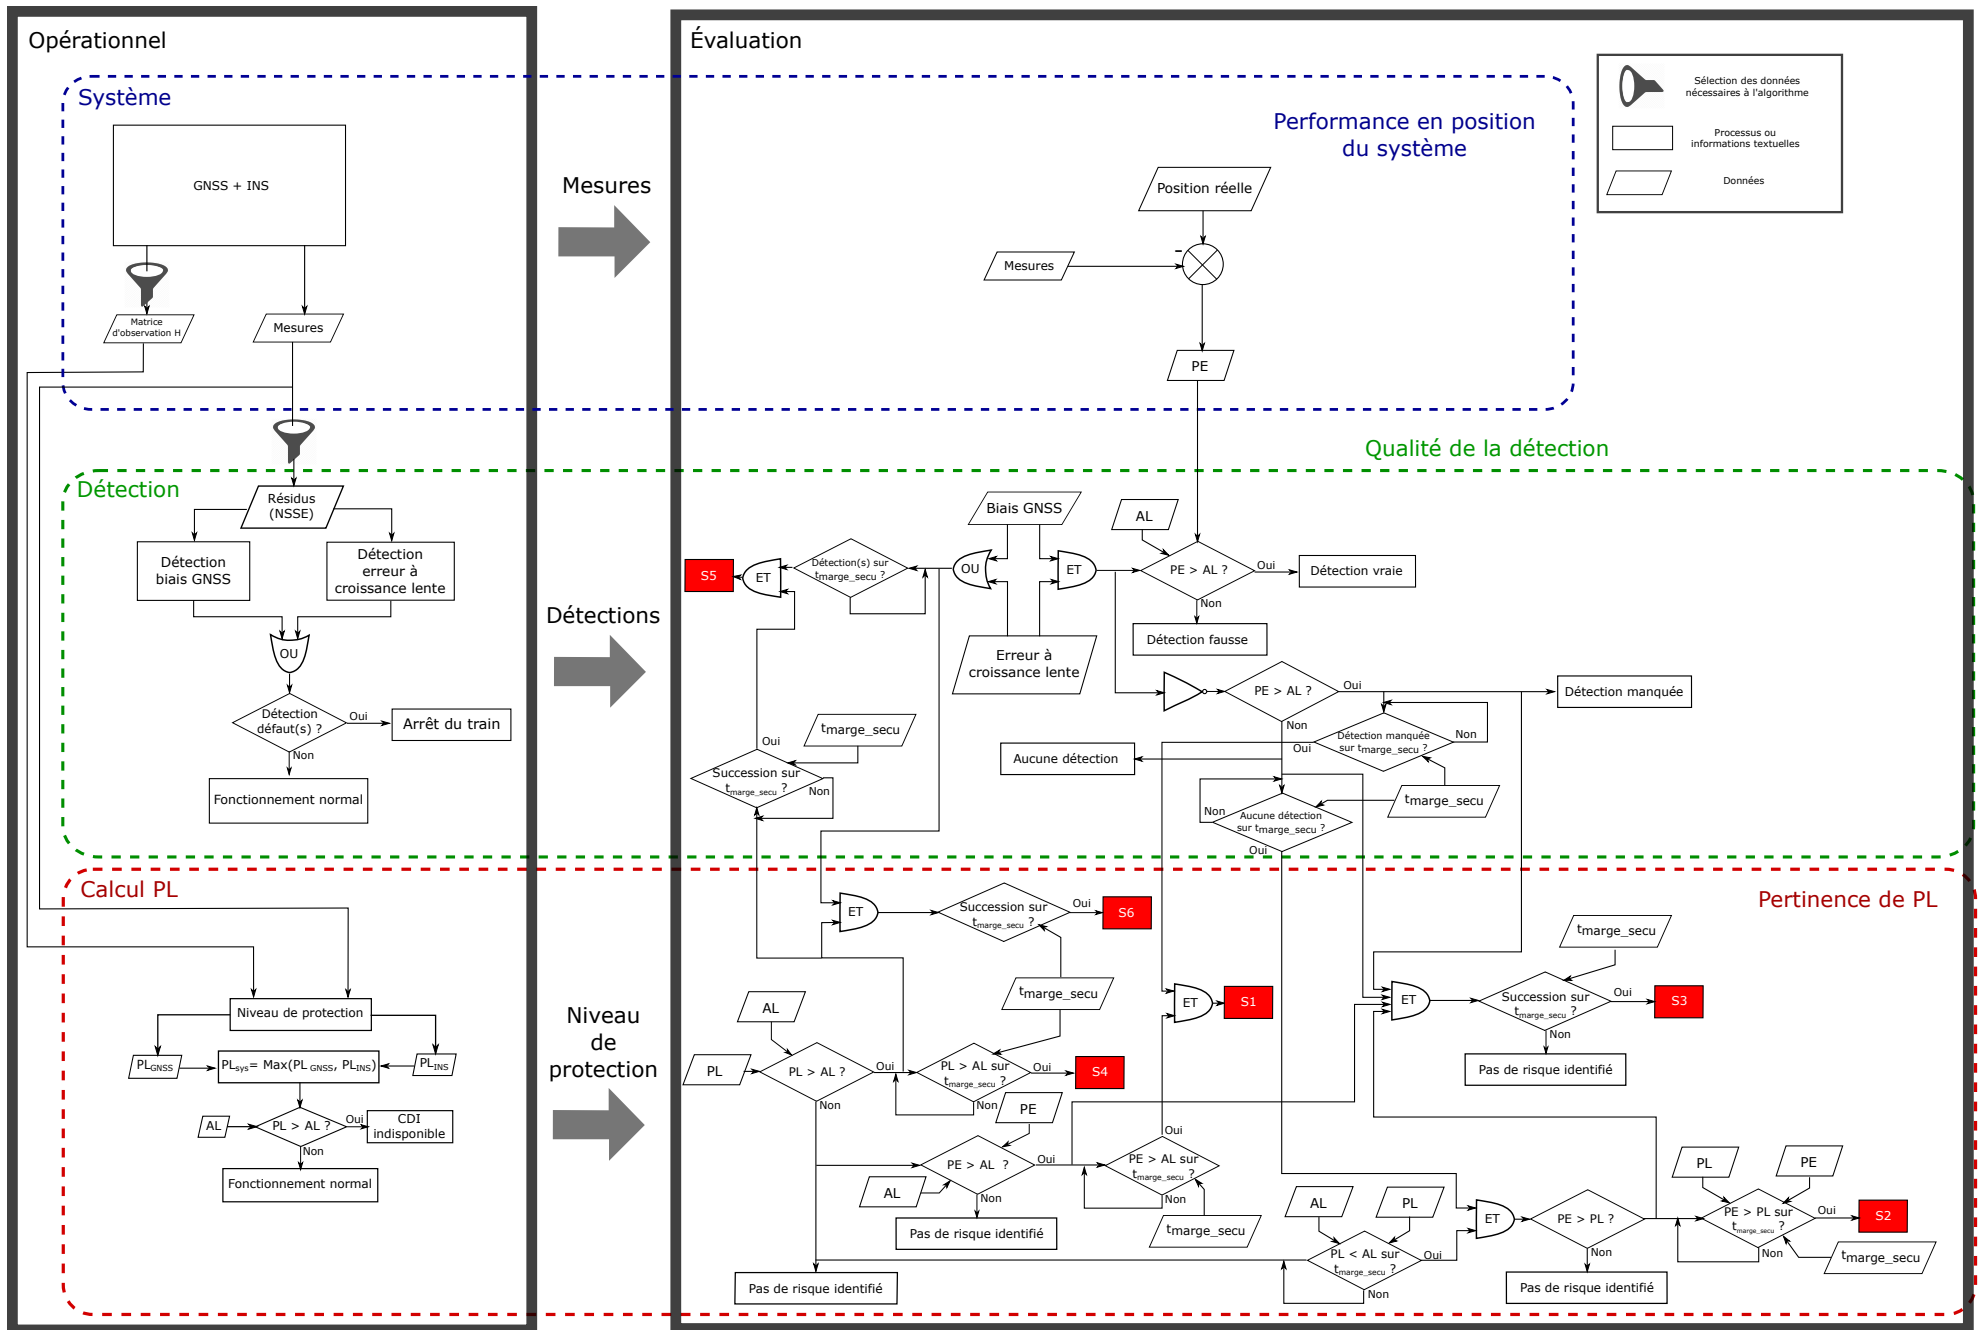 Opérationnel
Système
GNSS + INS
Matrice
d'observation H
Mesures
Détection
Résidus
(NSSE)
Détection
biais GNSS
Détection
erreur à
croissance lente
OU
Détection
défaut(s) ?
Oui
Arrêt du train
Non
Fonctionnement normal
Calcul PL
Niveau de protection
PLGNSS
PLsys= Max(PL GNSS, PLINS)
PLINS
AL
PL > AL ?
Oui
CDI
indisponible
Non
Fonctionnement normal
Mesures
Détections
Niveau
de
protection
Évaluation
Sélection des données
nécessaires à l'algorithme
Processus ou
informations textuelles
Données
Performance en position
du système
Position réelle
-
Mesures
PE
Qualité de la détection
Biais GNSS
AL
S5
ET
Détection(s) sur
tmarge_secu ?
OU
ET
PE > AL ?
Oui
Détection vraie
Non
Détection fausse
Erreur à
croissance lente
PE > AL ?
Oui
Détection manquée
Non
tmarge_secu
Oui
Succession sur
tmarge_secu ?
Non
Détection manquée
sur tmarge_secu ?
Non
Oui
Aucune détection
tmarge_secu
Non
Aucune détection
sur tmarge_secu ?
Oui
Pertinence de PL
ET
Succession sur
tmarge_secu ?
Oui
S6
tmarge_secu
tmarge_secu
AL
ET
S1
ET
Succession sur
tmarge_secu ?
Oui
S3
Non
Pas de risque identifié
PL
PL > AL ?
Oui
PL > AL sur
tmarge_secu ?
Oui
S4
Non
Non
PE
PE > AL ?
Oui
AL
Non
Pas de risque identifié
Oui
PE > AL sur
tmarge_secu ?
Non
tmarge_secu
AL
PL
PL < AL sur
tmarge_secu ?
Oui
Non
Pas de risque identifié
ET
PE > PL ?
Non
Pas de risque identifié
PL
PE
PE > PL sur
tmarge_secu ?
Oui
S2
Non
tmarge_secu